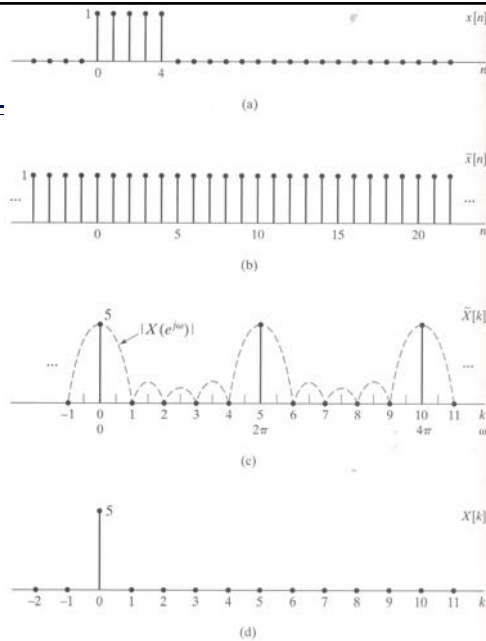 x[n]
1
0 4 n
(a)
x̃[n]
1
... ...
0 5 10 15 20 n
(b)
5 |X(e^{jω})| X̃[k]
... ...
-1 0 1 2 3 4 5 6 7 8 9 10 11 k
0 2π 4π ω
(c)
5 X[k]
-2 -1 0 1 2 3 4 5 6 7 8 9 10 11 k
(d)